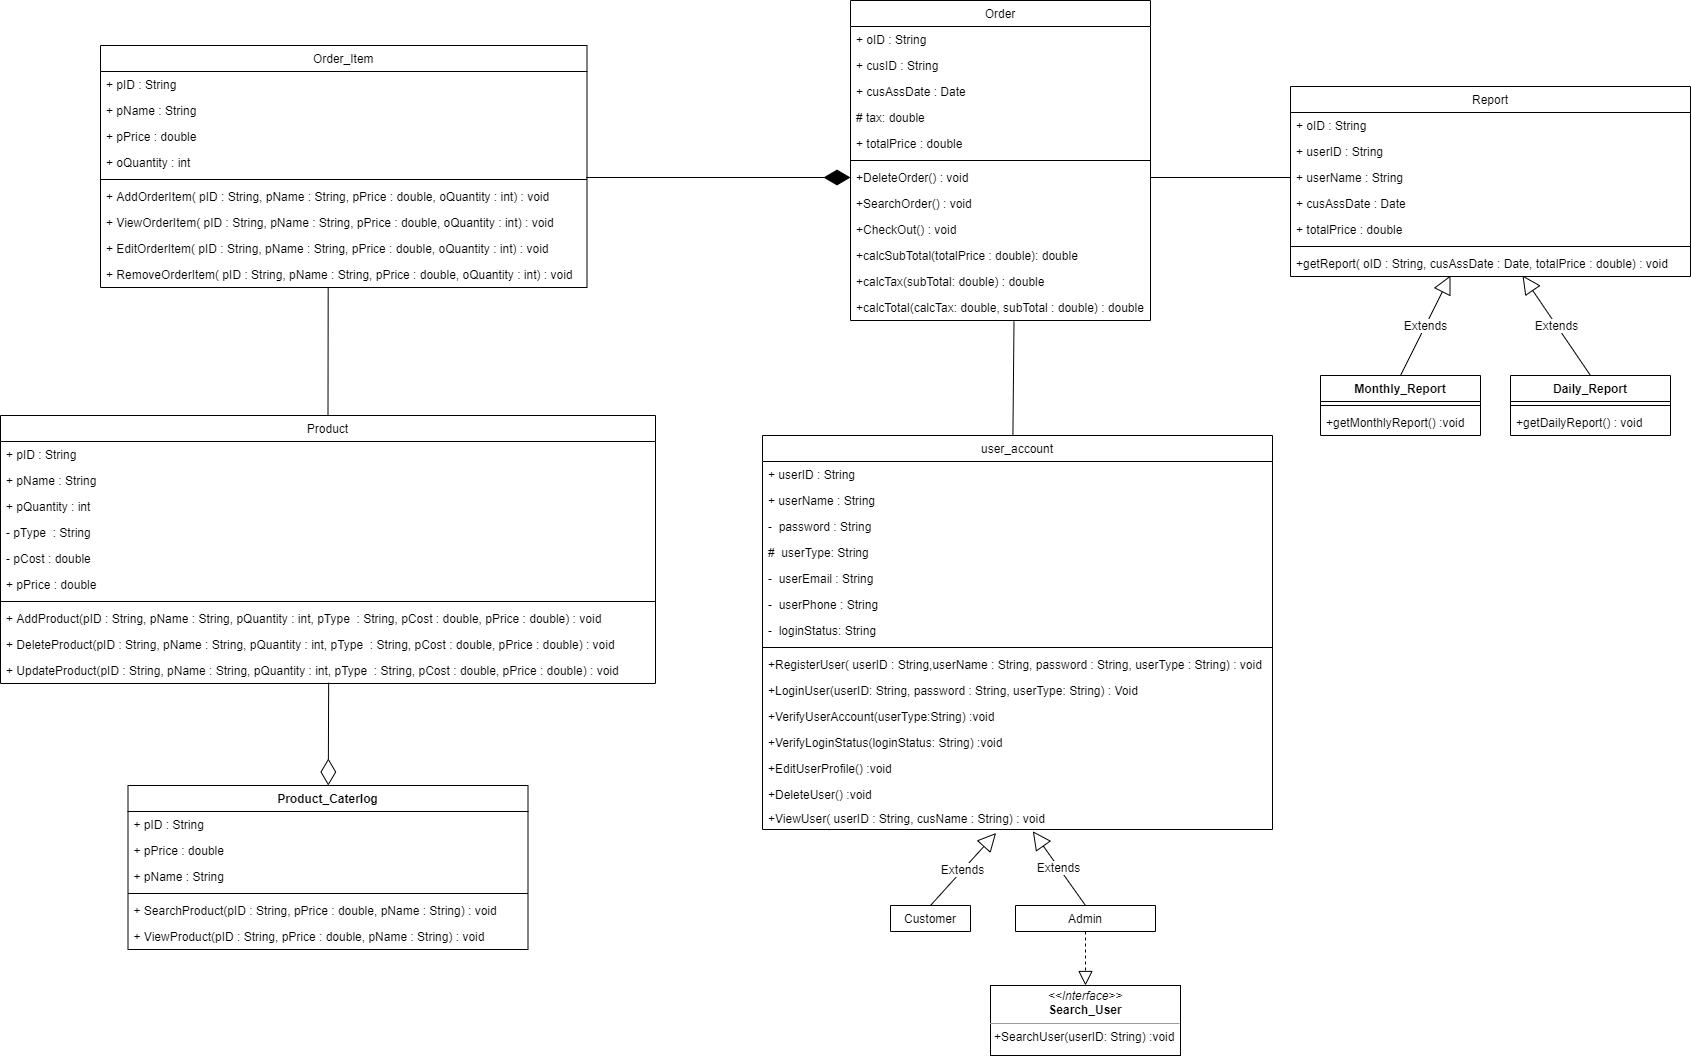 Order
+ oID : String
+ cusID : String
+ cusAssDate : Date
# tax: double
+ totalPrice : double
+DeleteOrder() : void
+SearchOrder() : void
+CheckOut() : void
+calcSubTotal(totalPrice : double): double
+calcTax(subTotal: double) : double
+calcTotal(calcTax: double, subTotal : double) : double
Order_Item
+ pID : String
+ pName : String
+ pPrice : double
+ oQuantity : int
+ AddOrderItem( pID : String, pName : String, pPrice : double, oQuantity : int) : void
+ ViewOrderItem( pID : String, pName : String, pPrice : double, oQuantity : int) : void
+ EditOrderItem( pID : String, pName : String, pPrice : double, oQuantity : int) : void
+ RemoveOrderItem( pID : String, pName : String, pPrice : double, oQuantity : int) : void
Report
+ oID : String
+ userID : String
+ userName : String
+ cusAssDate : Date
+ totalPrice : double
+getReport( oID : String, cusAssDate : Date, totalPrice : double) : void
Extends
Extends
Monthly_Report
+getMonthlyReport() :void
Daily_Report
+getDailyReport() : void
Product
+ pID : String
+ pName : String
+ pQuantity : int
- pType  : String
- pCost : double
+ pPrice : double
+ AddProduct(pID : String, pName : String, pQuantity : int, pType  : String, pCost : double, pPrice : double) : void
+ DeleteProduct(pID : String, pName : String, pQuantity : int, pType  : String, pCost : double, pPrice : double) : void
+ UpdateProduct(pID : String, pName : String, pQuantity : int, pType  : String, pCost : double, pPrice : double) : void
user_account
+ userID : String
+ userName : String
-  password : String
#  userType: String
-  userEmail : String
-  userPhone : String
-  loginStatus: String
+RegisterUser( userID : String,userName : String, password : String, userType : String) : void
+LoginUser(userID: String, password : String, userType: String) : Void
+VerifyUserAccount(userType:String) :void
+VerifyLoginStatus(loginStatus: String) :void
+EditUserProfile() :void
+DeleteUser() :void
+ViewUser( userID : String, cusName : String) : void
Product_Caterlog
+ pID : String
+ pPrice : double
+ pName : String
+ SearchProduct(pID : String, pPrice : double, pName : String) : void
+ ViewProduct(pID : String, pPrice : double, pName : String) : void
Extends
Extends
Customer
Admin
<<Interface>>
Search_User
+SearchUser(userID: String) :void